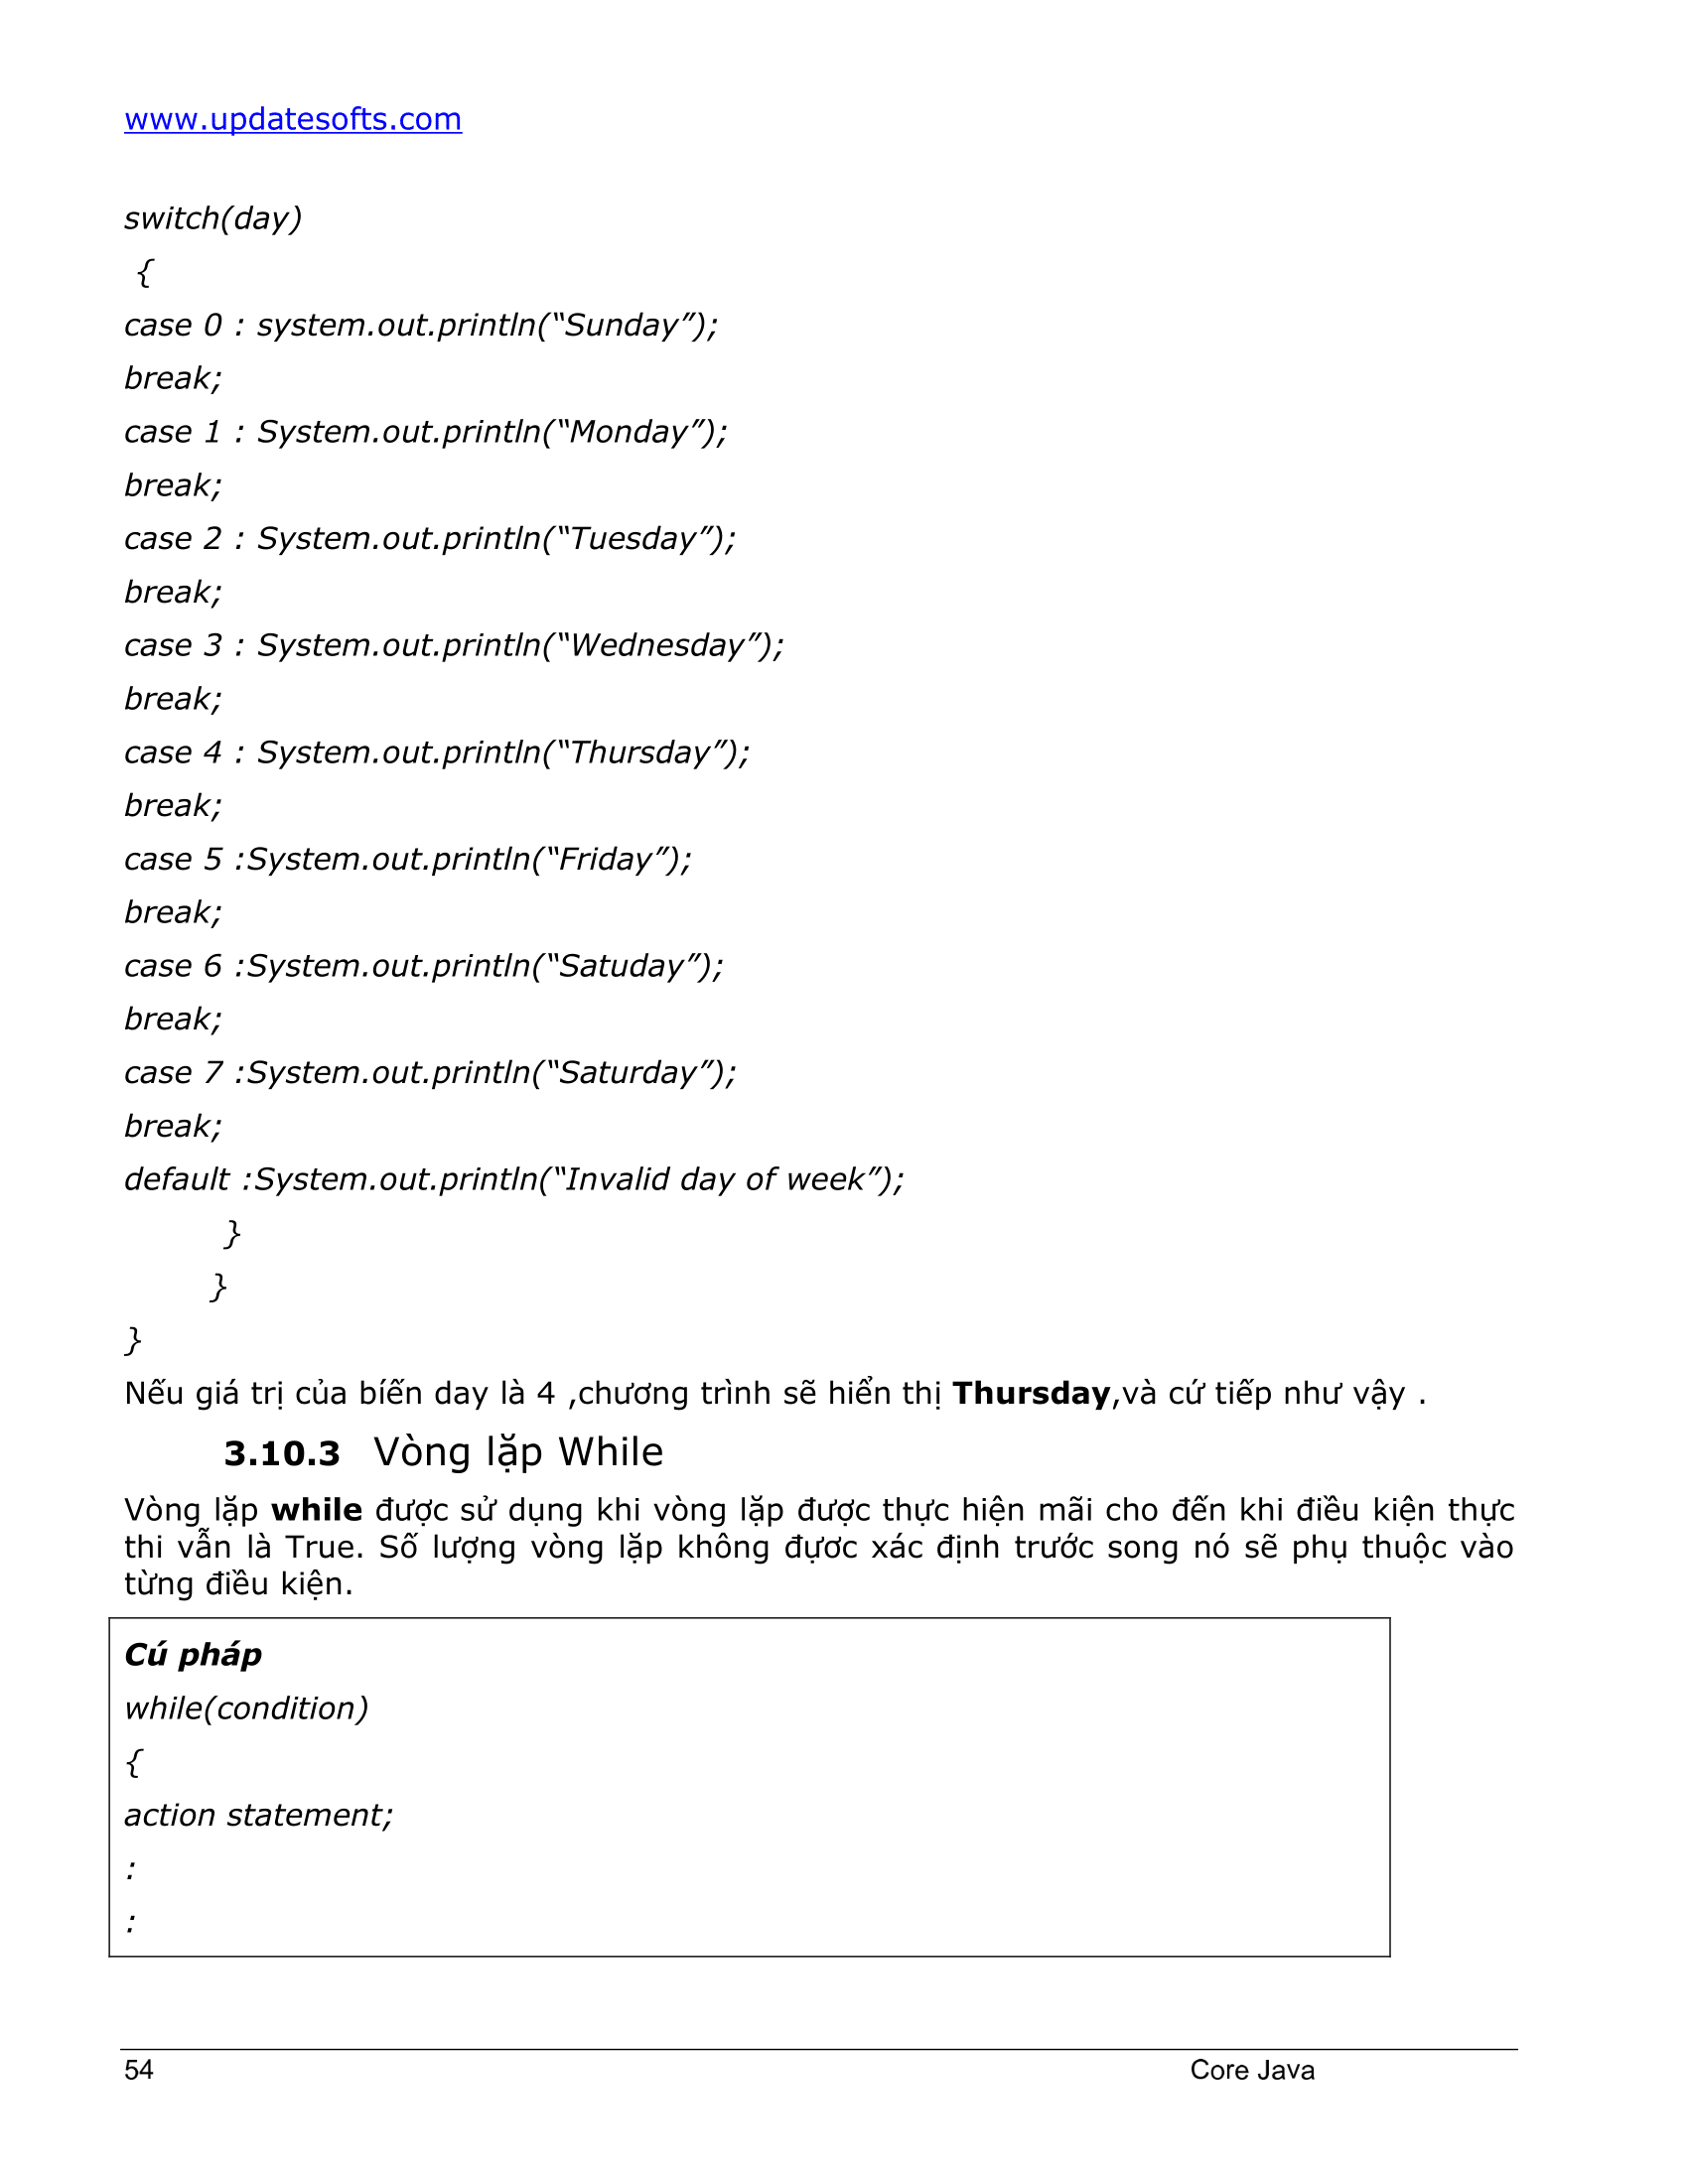 www.updatesofts.com
switch(day)
{
case 0 : system.out.println(“Sunday”);
break;
case 1 : System.out.println(“Monday”);
break;
case 2 : System.out.println(“Tuesday”);
break;
case 3 : System.out.println(“Wednesday”);
break;
case 4 : System.out.println(“Thursday”);
break;
case 5 :System.out.println(“Friday”);
break;
case 6 :System.out.println(“Satuday”);
break;
case 7 :System.out.println(“Saturday”);
break;
default :System.out.println(“Invalid day of week”);
}
}
}
Nếu giá trị của bíến day là 4 ,chương trình sẽ hiển thị Thursday,và cứ tiếp như vậy .
3.10.3 Vòng lặp While
Vòng lặp while được sử dụng khi vòng lặp được thực hiện mãi cho đến khi điều kiện thực
thi vẫn là True. Số lượng vòng lặp không đựơc xác định trước song nó sẽ phụ thuộc vào
từng điều kiện.
Cú pháp
while(condition)
{
action statement;
:
:
54 Core Java